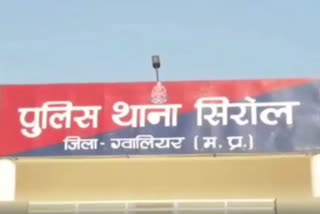 पुलिस थाना सिरोल
जिला - ग्वालियर (म. प्र.)